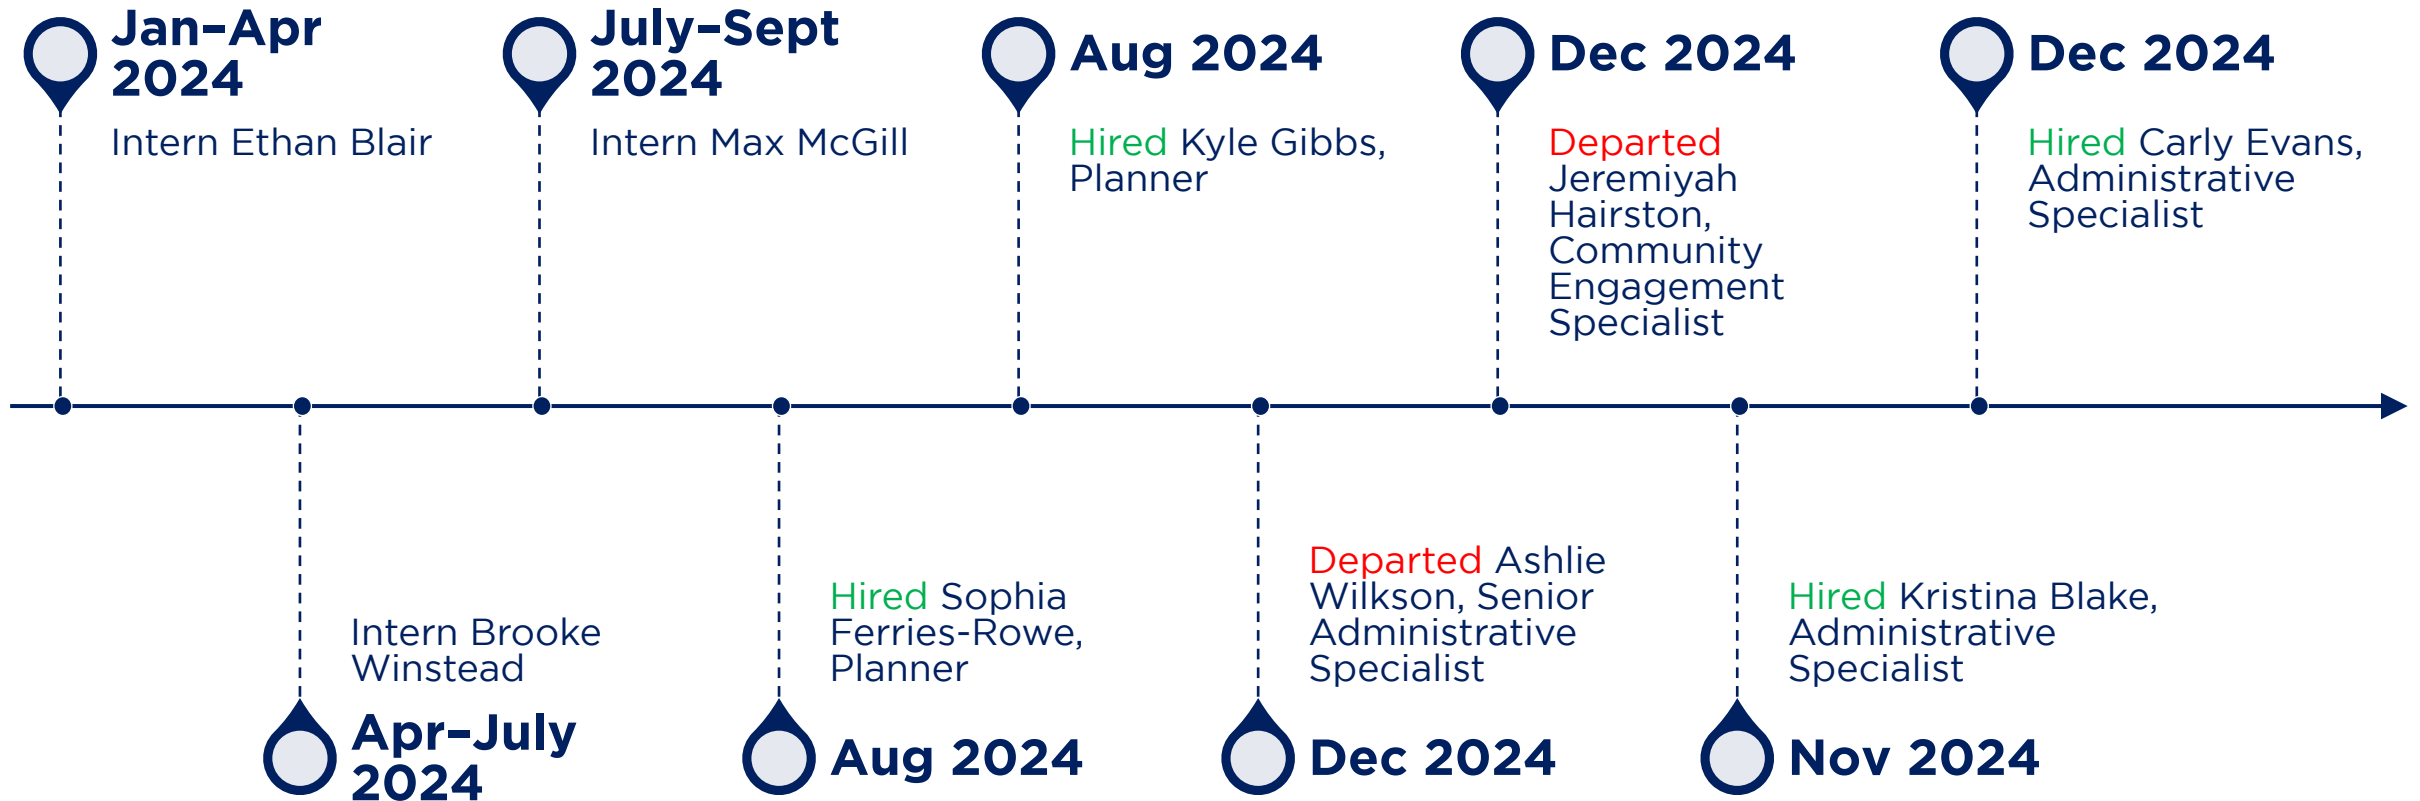 Jan–Apr
2024
Intern Ethan Blair
July–Sept
2024
Intern Max McGill
Aug 2024
Hired Kyle Gibbs,
Planner
Dec 2024
Departed
Jeremiyah
Hairston,
Community
Engagement
Specialist
Dec 2024
Hired Carly Evans,
Administrative
Specialist
Intern Brooke
Winstead
Apr–July
2024
Hired Sophia
Ferries-Rowe,
Planner
Aug 2024
Departed Ashlie
Wilkson, Senior
Administrative
Specialist
Dec 2024
Hired Kristina Blake,
Administrative
Specialist
Nov 2024